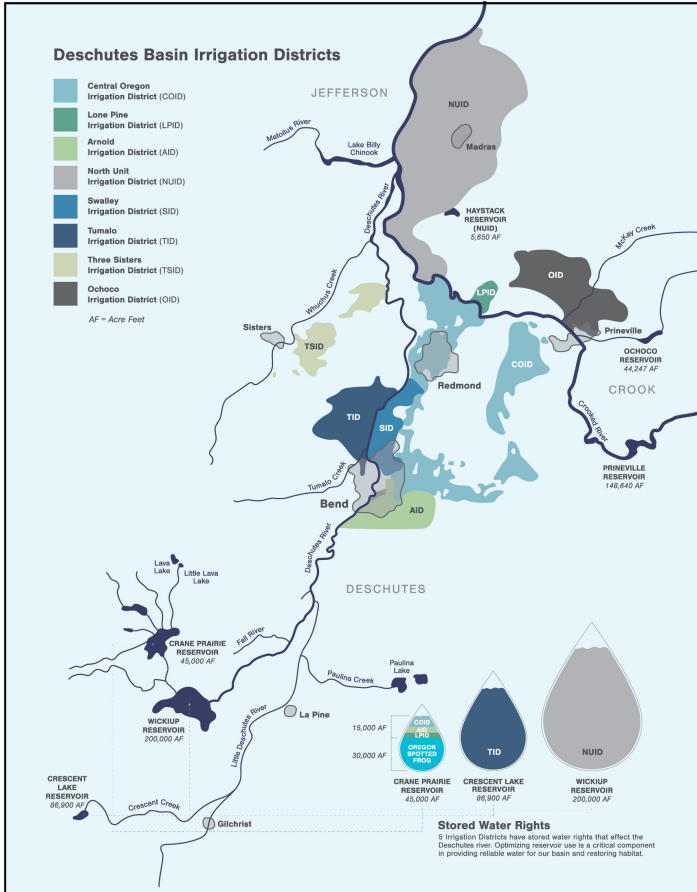 Deschutes Basin Irrigation Districts
Central Oregon
Irrigation District (COID)
Lone Pine
Irrigation District (LPID)
Arnold
Irrigation District (AID)
North Unit
Irrigation District (NUID)
Swalley
Irrigation District (SID)
Tumalo
Irrigation District (TID)
Three Sisters
Irrigation District (TSID)
Ochoco
Irrigation District (OID)
AF = Acre Feet
JEFFERSON
NUID
Madras
Metolius River
Lake Billy
Chinook
Deschutes River
HAYSTACK
RESERVOIR
(NUID)
5,650 AF
McKay Creek
OID
LPID
Whuchus Creek
Sisters
TSID
Prineville
OCHOCO
RESERVOIR
44,247 AF
COID
Redmond
CROOK
TID
SID
Crooked River
PRINEVILLE
RESERVOIR
148,640 AF
Tumalo Creek
Bend
AID
Deschutes River
DESCHUTES
Lava
Lake
Little Lava
Lake
Fall River
CRANE PRAIRIE
RESERVOIR
45,000 AF
Paulina
Lake
Paulina Creek
WICKIUP
RESERVOIR
200,000 AF
La Pine
Little Deschutes River
CRESCENT
LAKE
RESERVOIR
86,900 AF
Crescent Creek
Gilchrist
15,000 AF
30,000 AF
COID
AID
LPID
OREGON
SPOTTED
FROG
TID
NUID
CRANE PRAIRIE
RESERVOIR
45,000 AF
CRESCENT LAKE
RESERVOIR
86,900 AF
WICKIUP
RESERVOIR
200,000 AF
Stored Water Rights
5 Irrigation Districts have stored water rights that effect the
Deschutes river. Optimizing reservoir use is a critical component
in providing reliable water for our basin and restoring habitat.